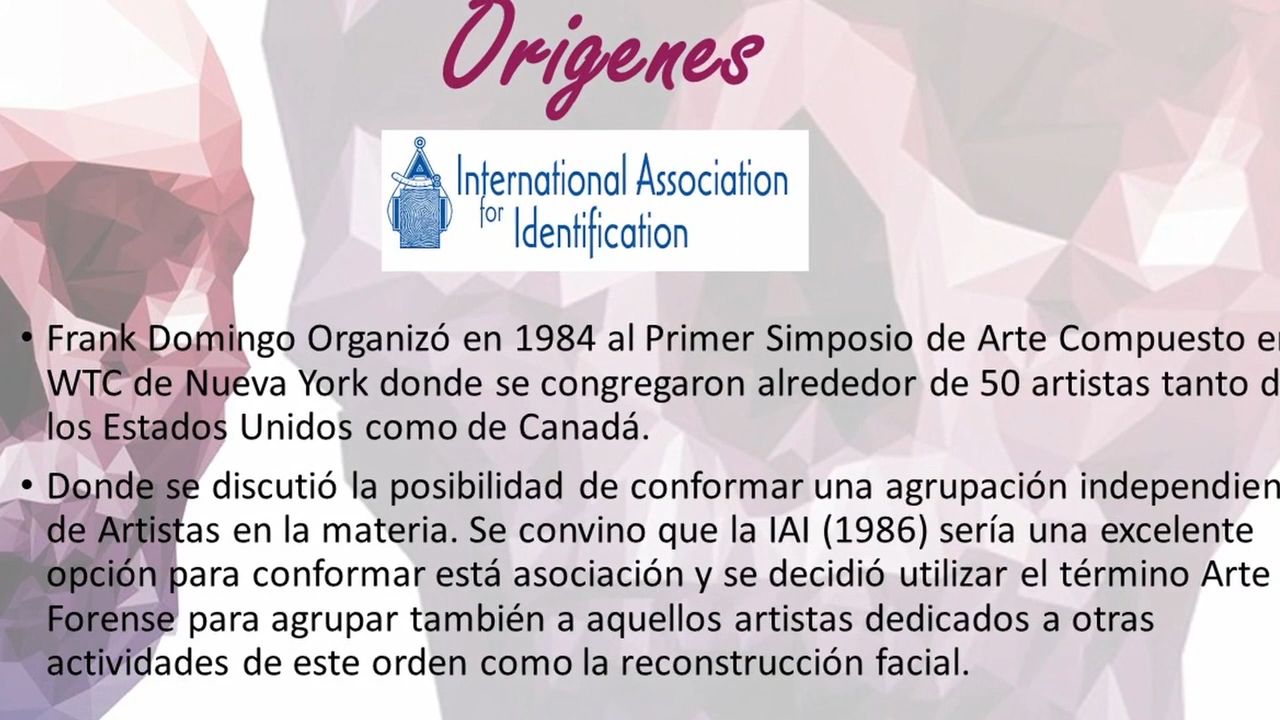 Origenes
International Association
for Identification
• Frank Domingo Organizó en 1984 al Primer Simposio de Arte Compuesto
WTC de Nueva York donde se congregaron alrededor de 50 artistas tanto
los Estados Unidos como de Canadá.
• Donde se discutió la posibilidad de conformar una agrupación
de Artistas en la materia. Se convino que la IAI (1986) sería una excelente
opción para conformar está asociación y se decidió utilizar el término Arte
Forense para agrupar también a aquellos artistas dedicados a otras
actividades de este orden como la reconstrucción facial.